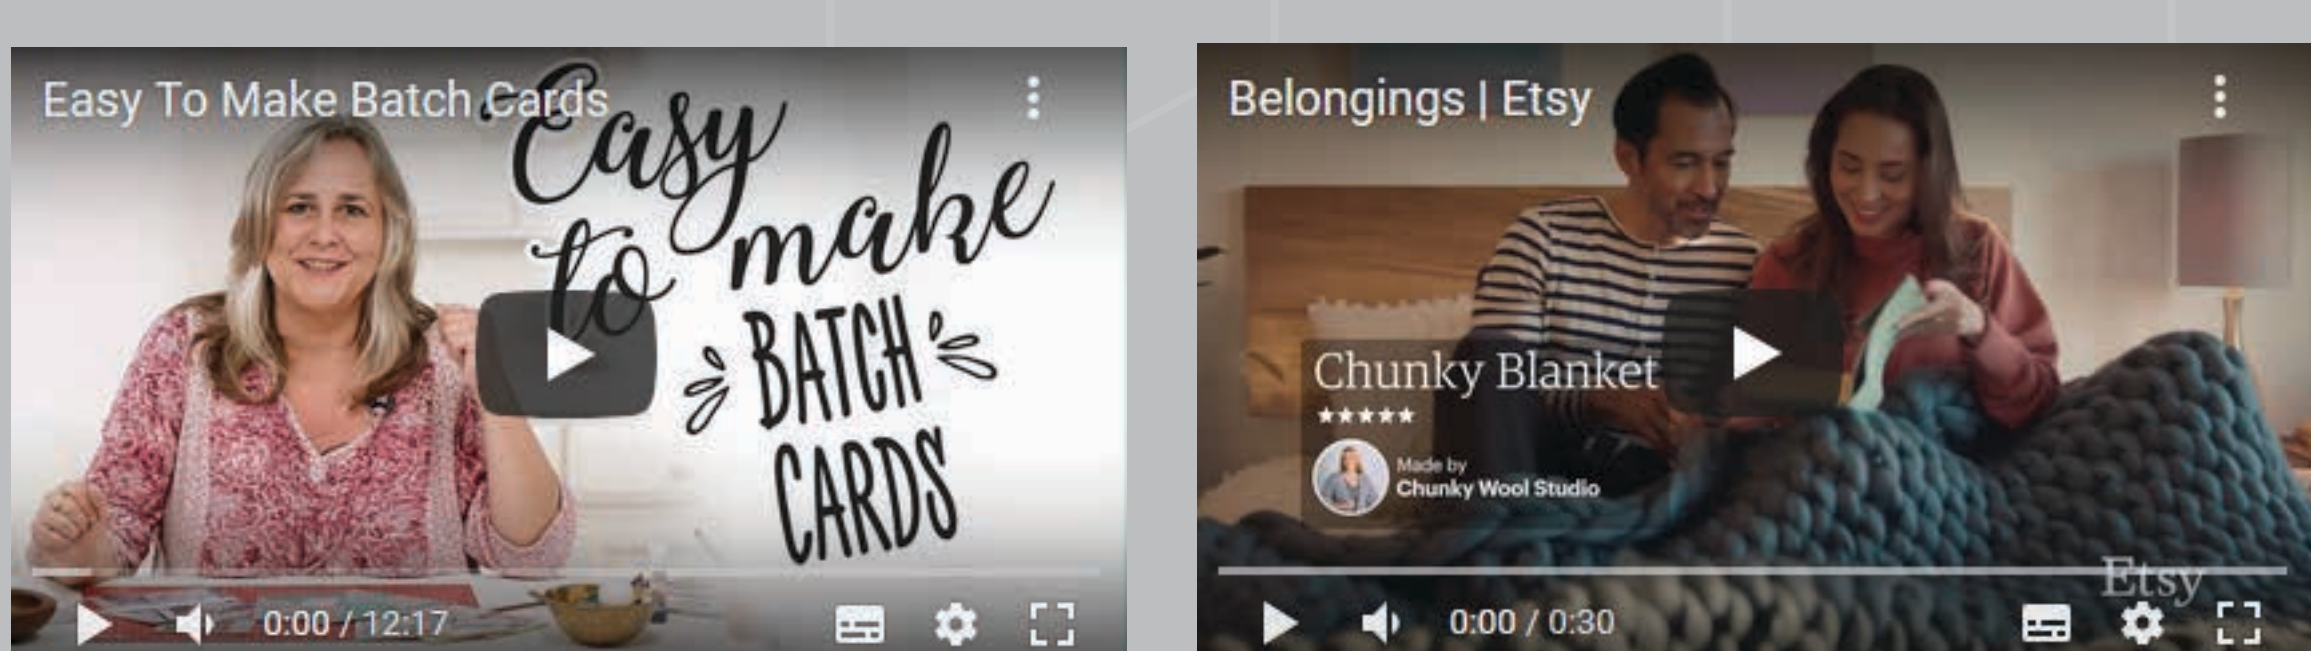 Easy To Make Batch Cards
Easy
to make
BATCH
CARDS
0:00 / 12:17
Belongings | Etsy
Chunky Blanket
★★★★★
Made by
Chunky Wool Studio
Etsy
0:00 / 0:30